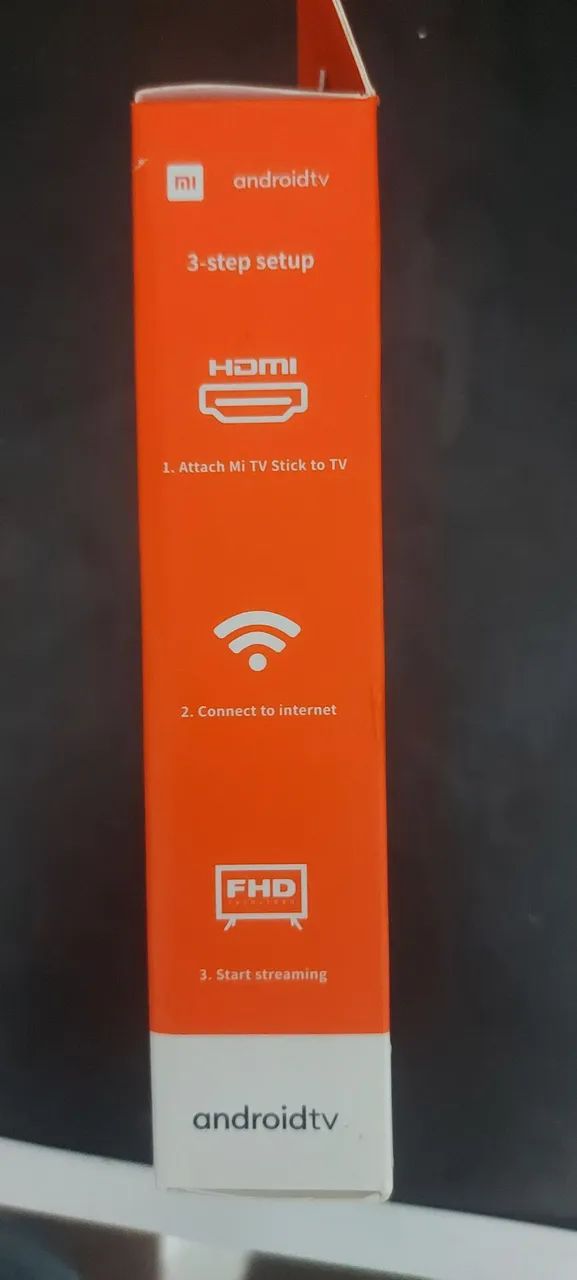 mi androidtv
3-step setup
HDMI
1. Attach Mi TV Stick to TV
2. Connect to internet
FHD
3. Start streaming
androidtv